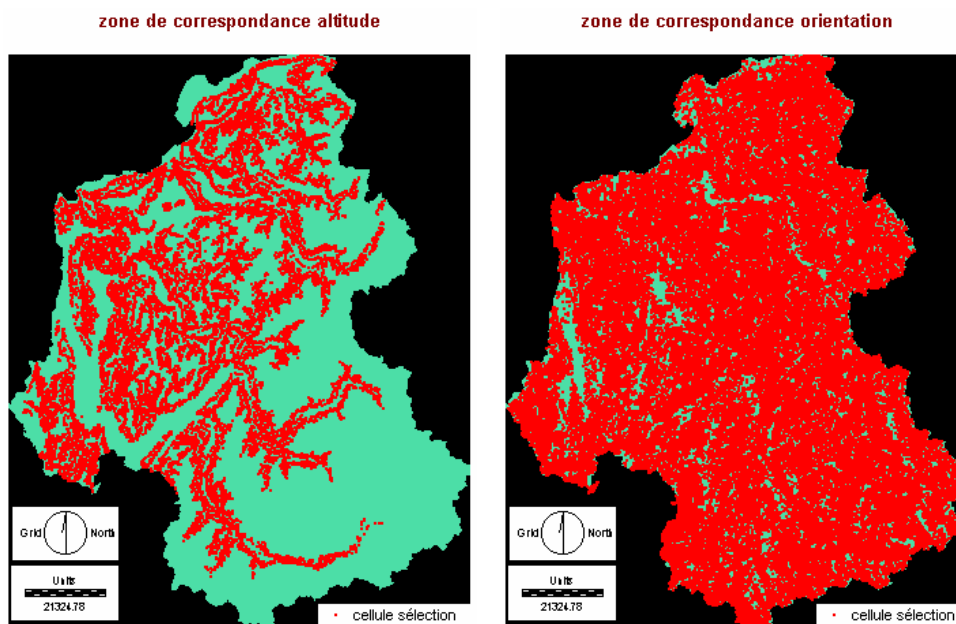 zone de correspondance altitude
zone de correspondance orientation
Grid North
Units
21324.78
cellule sélection
Grid North
Units
21324.78
cellule sélection